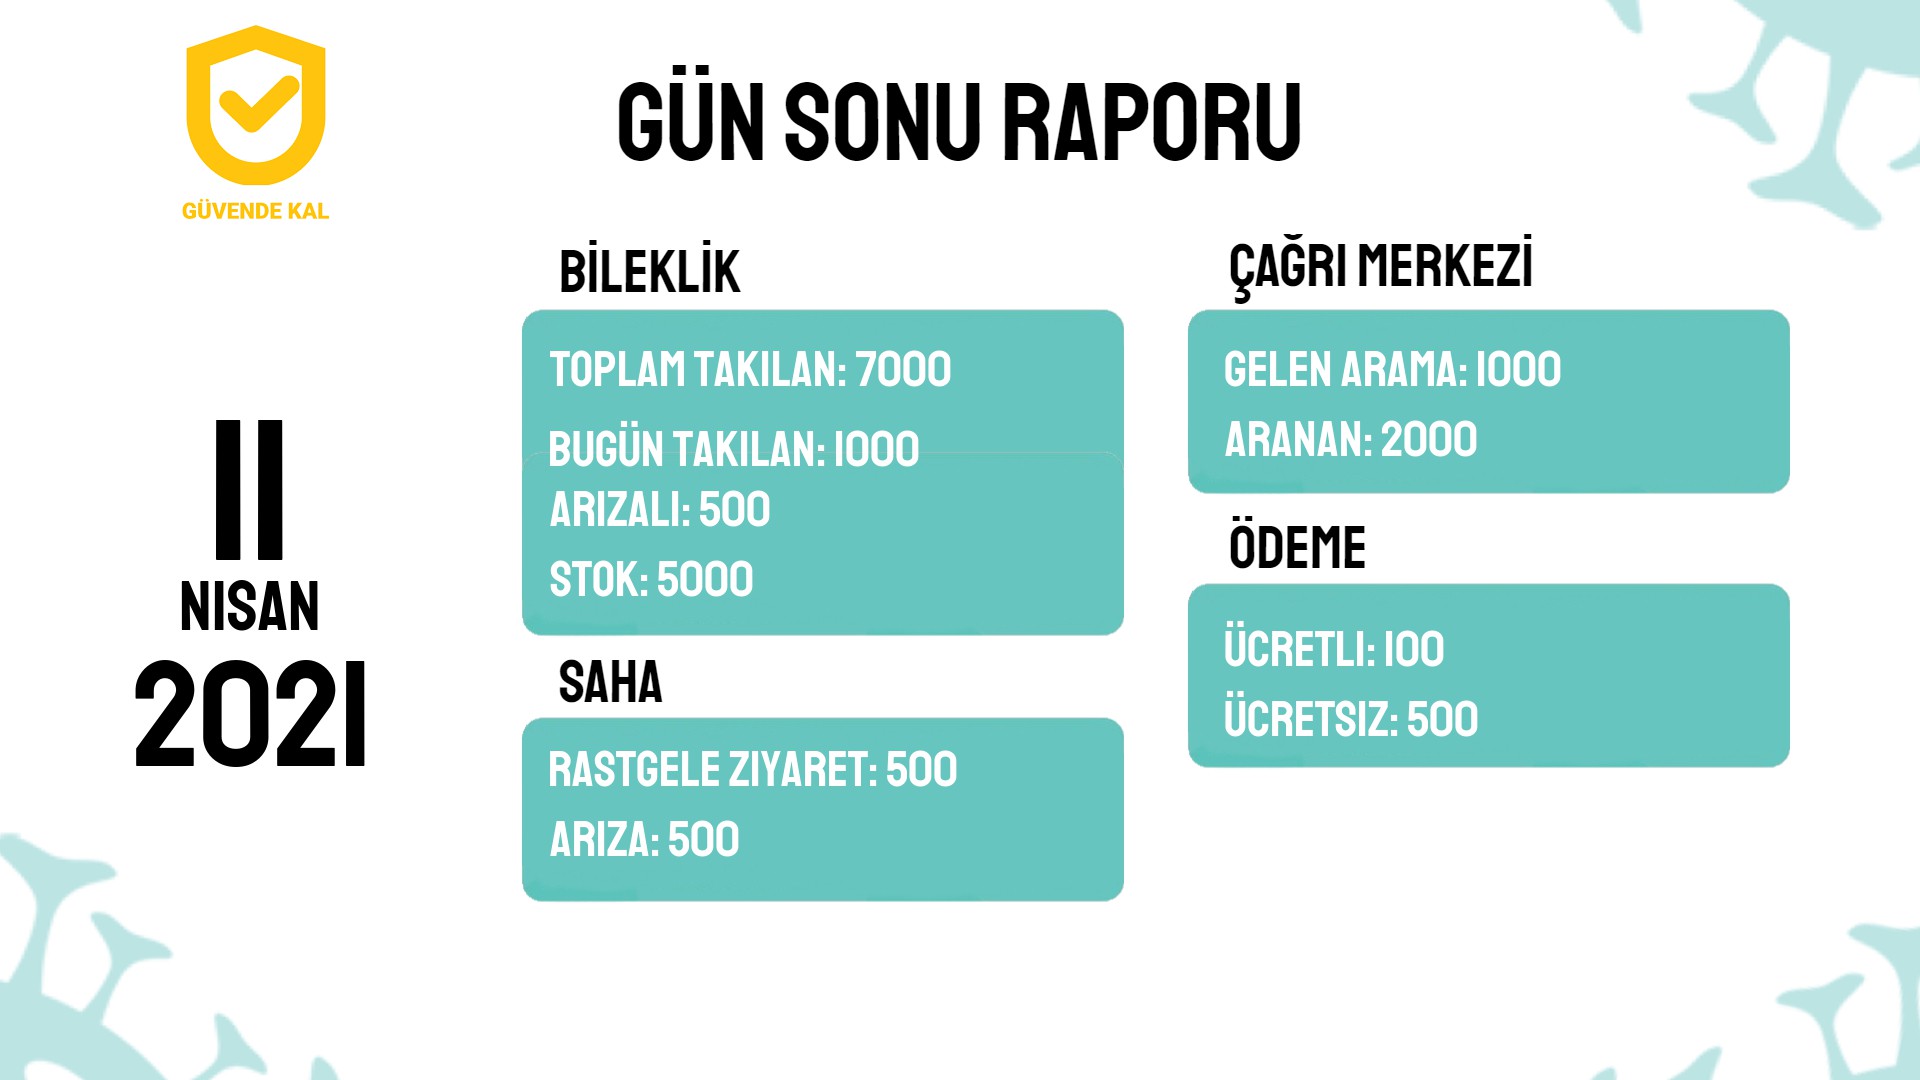 GÜVENDE KAL
GÜN SONU RAPORU
11
NISAN
2021
BİLEKLİK
TOPLAM TAKILAN: 7000
BUGÜN TAKILAN: 1000
ARIZALI: 500
STOK: 5000
SAHA
RASTGELE ZIYARET: 500
ARIZA: 500
ÇAĞRI MERKEZİ
GELEN ARAMA: 1000
ARANAN: 2000
ÖDEME
ÜCRETLI: 100
ÜCRETSIZ: 500